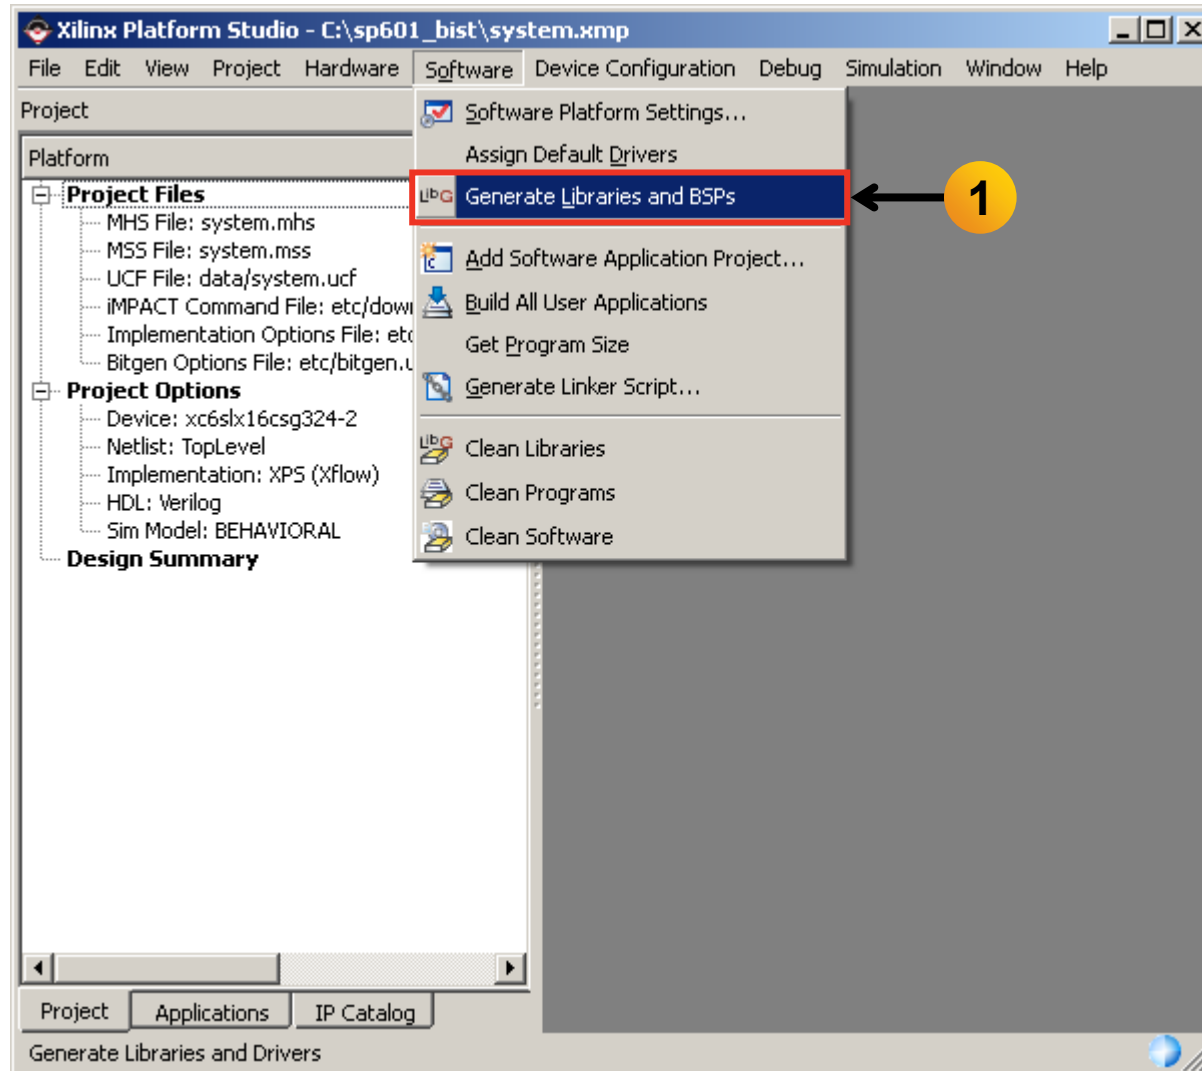 Xilinx Platform Studio - C:\sp601_bist\system.xmp
File Edit View Project Hardware Software Device Configuration Debug Simulation Window Help
Project
Platform
Project Files
MHS File: system.mhs
MSS File: system.mss
UCF File: data/system.ucf
iMPACT Command File: etc/dow
Implementation Options File: etc
Bitgen Options File: etc/bitgen.u
Project Options
Device: xc6slx16csg324-2
Netlist: TopLevel
Implementation: XPS (Xflow)
HDL: Verilog
Sim Model: BEHAVIORAL
Design Summary
Software Platform Settings...
Assign Default Drivers
LibG Generate Libraries and BSPs
1
Add Software Application Project...
Build All User Applications
Get Program Size
Generate Linker Script...
LibG Clean Libraries
Clean Programs
Clean Software
Project Applications IP Catalog
Generate Libraries and Drivers